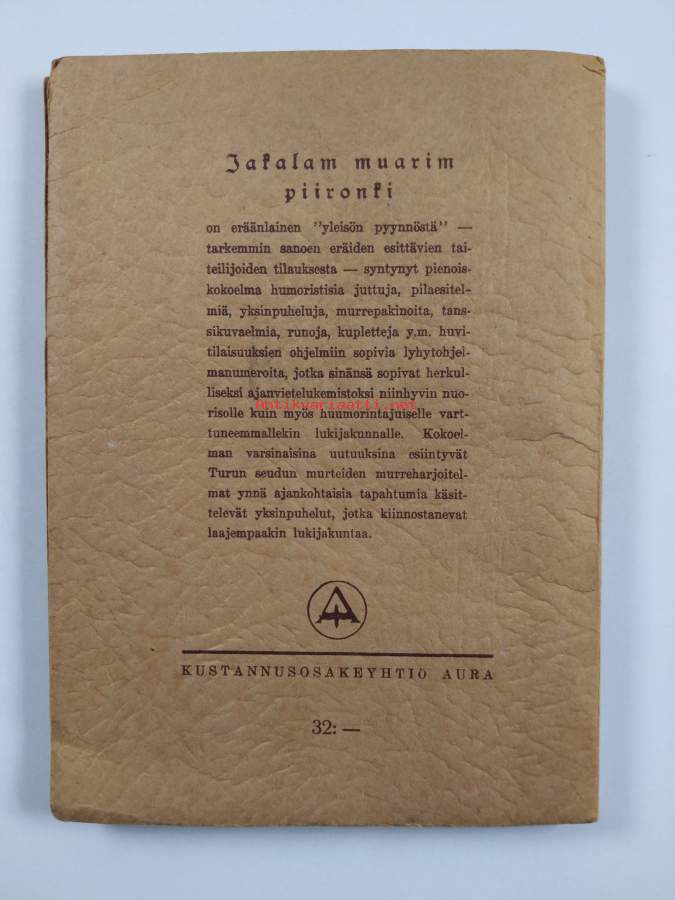 Jakalam muarim
piironki
on eräänlainen "yleisön pyynnöstä" —
tarkemmin sanoen eräiden esittävien tai-
teilijoiden tilauksesta — syntynyt pienois-
kokoelma humoristisia juttuja, pilaesitel-
miä, yksinpuheluja, murrepakinoita, tans-
sikuvaelmia, runoja, kupletteja y.m. huvi-
tilaisuuksien ohjelmiin sopivia lyhytohjel-
manumeroita, jotka sinänsä sopivat herkul-
liseksi ajanvietelukemistoksi niinhyvin nuo-
Antikvariaatti.net
risolle kuin myös huumorintajuiselle vart-
tuneemmallekin lukijakunnalle. Kokoel-
man varsinaisina uutuuksina esiintyvät
Turun seudun murteiden murreharjoitel-
mat ynnä ajankohtaisia tapahtumia käsit-
televät yksinpuhelut, jotka kiinnostanevat
laajempaakin lukijakuntaa.
A
KUSTANNUSOSAKEYHTIÖ AURA
32: —